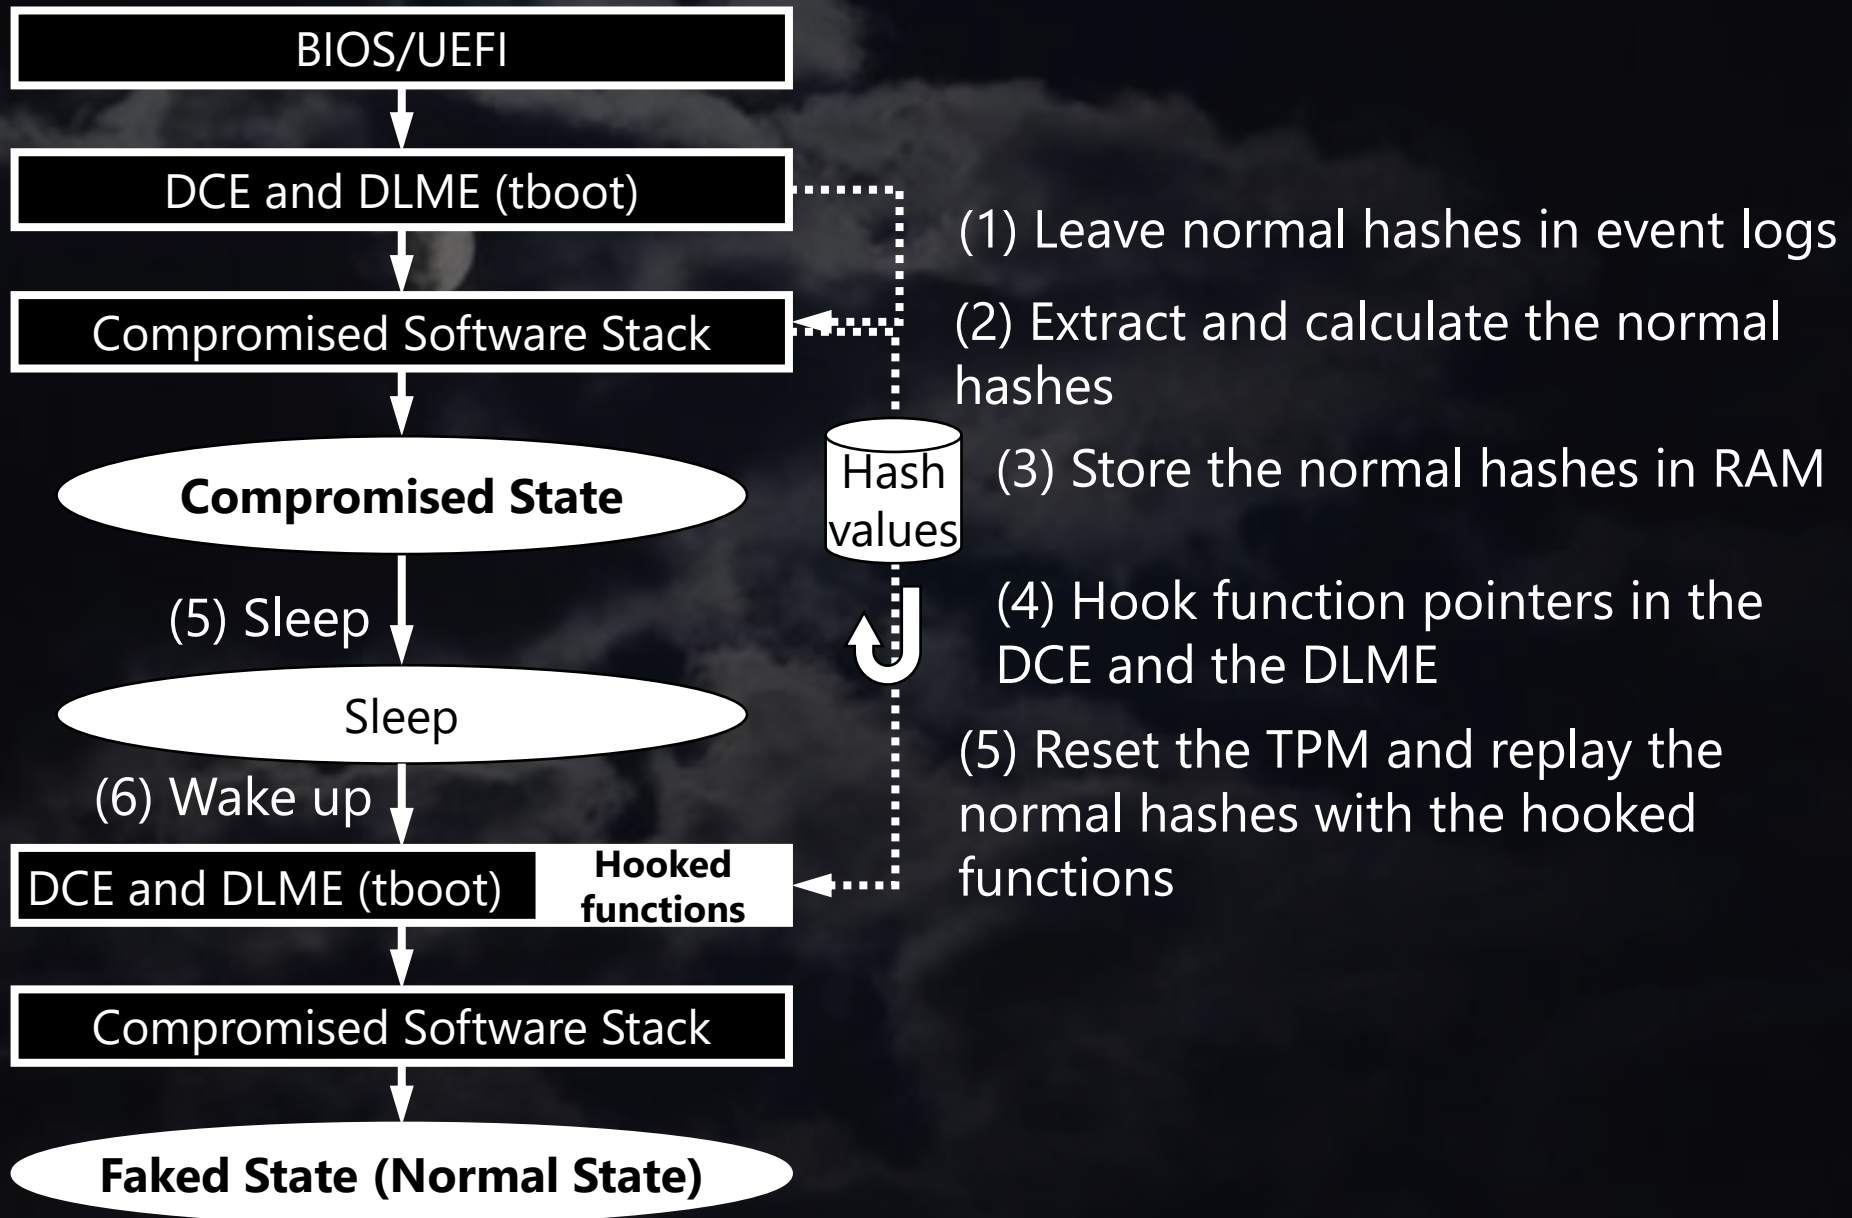 BIOS/UEFI
DCE and DLME (tboot)
(1) Leave normal hashes in event logs
Compromised Software Stack
(2) Extract and calculate the normal
hashes
Compromised State
Hash
values
(3) Store the normal hashes in RAM
(5) Sleep
(4) Hook function pointers in the
DCE and the DLME
Sleep
(6) Wake up
(5) Reset the TPM and replay the
normal hashes with the hooked
functions
DCE and DLME (tboot)
Hooked
functions
Compromised Software Stack
Faked State (Normal State)